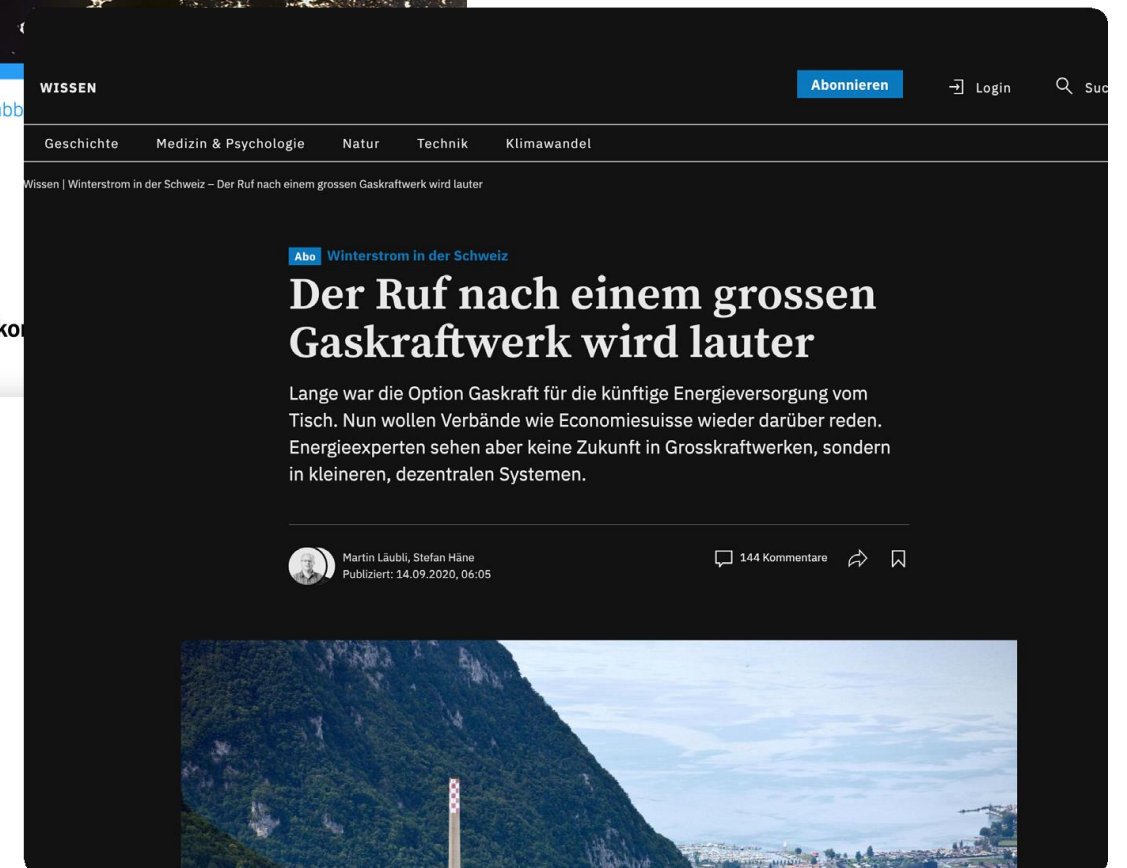 WISSEN
Abonnieren
Login
Geschichte Medizin & Psychologie Natur Technik Klimawandel
Wissen | Winterstrom in der Schweiz – Der Ruf nach einem grossen Gaskraftwerk wird lauter
Abo Winterstrom in der Schweiz
Der Ruf nach einem grossen
Gaskraftwerk wird lauter
Lange war die Option Gaskraft für die künftige Energieversorgung vom
Tisch. Nun wollen Verbände wie Economiesuisse wieder darüber reden.
Energieexperten sehen aber keine Zukunft in Grosskraftwerken, sondern
in kleineren, dezentralen Systemen.
Martin Läubli, Stefan Häne
Publiziert: 14.09.2020, 06:05
144 Kommentare